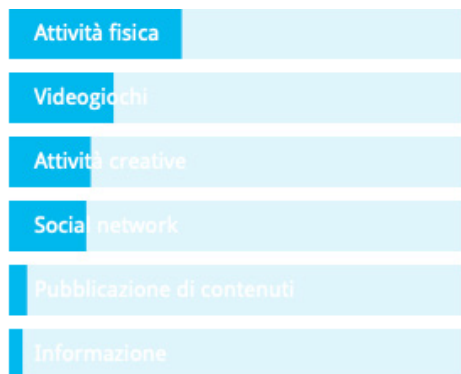 Attività fisica
Videogiochi
Attività creative
Social network
Pubblicazione di contenuti
Informazione